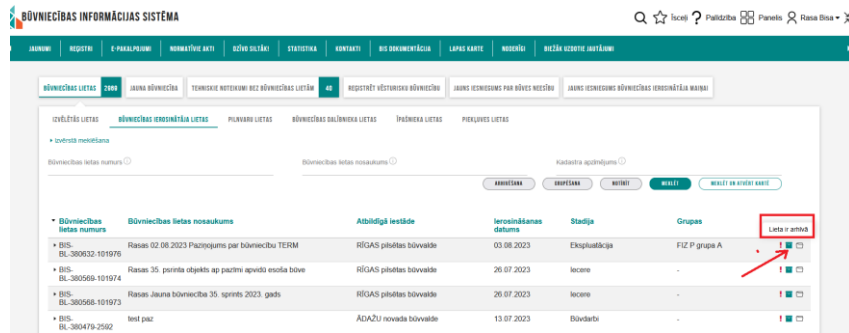 BŪVNIECĪBAS INFORMĀCIJAS SISTĒMA
Īsceļi ? Palīdzība Panelis Rasa Bisa
JAUNUMI REĢISTRI E-PAKALPOJUMI NORMATĪVIE AKTI DZĪVO SILTĀK! STATISTIKA KONTAKTI BIS DOKUMENTĀCIJA LAPAS KARTE NODERĪGI BIEŽĀK UZDOTIE JAUTĀJUMI
BŪVNIECĪBAS LIETAS 2969 JAUNA BŪVNIECĪBA TEHNISKIE NOTEIKUMI BEZ BŪVNIECĪBAS LIETĀM 40 REĢISTRĒT VĒSTURISKU BŪVNIECĪBU JAUNS IESNIEGUMS PAR BŪVES NEESĪBU JAUNS IESNIEGUMS BŪVNIECĪBAS IEROSINĀTĀJA MAIŅAI
IZVĒLĒTĀS LIETAS BŪVNIECĪBAS IEROSINĀTĀJA LIETAS PILNVARU LIETAS BŪVNIECĪBAS DALĪBNIEKA LIETAS ĪPAŠNIEKA LIETAS PIEKĻUVES LIETAS
Izvērstā meklēšana
Būvniecības lietas numurs Būvniecības lietas nosaukums Kadastra apzīmējums
ARHIVĒŠANA GRUPĒŠANA NOTĪRĪT MEKLĒT MEKLĒT UN ATVĒRT KARTĒ
Būvniecības lietas numurs Būvniecības lietas nosaukums Atbildīgā iestāde Ierosināšanas datums Stadija Grupas
Lieta ir arhīvā
BIS-BL-380632-101976 Rasas 02.08.2023 Paziņojums par būvniecību TERM RĪGAS pilsētas būvvalde 03.08.2023 Ekspluatācija FIZ P grupa A
BIS-BL-380569-101974 Rasas 35. psrinta objekts ap pazīmi apvidū esoša būve RĪGAS pilsētas būvvalde 26.07.2023 Iecere -
BIS-BL-380568-101973 Rasas Jauna būvniecība 35. sprints 2023. gads RĪGAS pilsētas būvvalde 26.07.2023 Iecere -
BIS-BL-380479-2592 test paz ĀDAŽU novada būvvalde 13.07.2023 Būvdarbi -